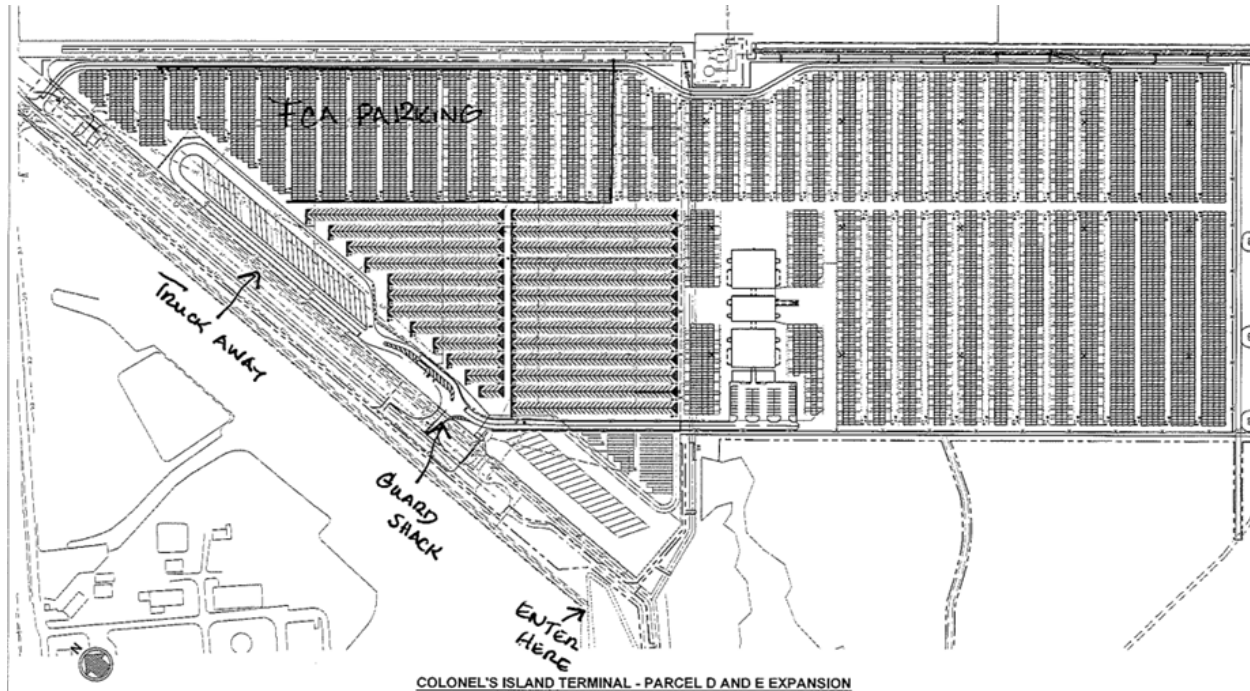 FCA PARKING
TRUCK AWAY
GUARD
SHACK
ENTER
HERE
N
COLONEL'S ISLAND TERMINAL - PARCEL D AND E EXPANSION